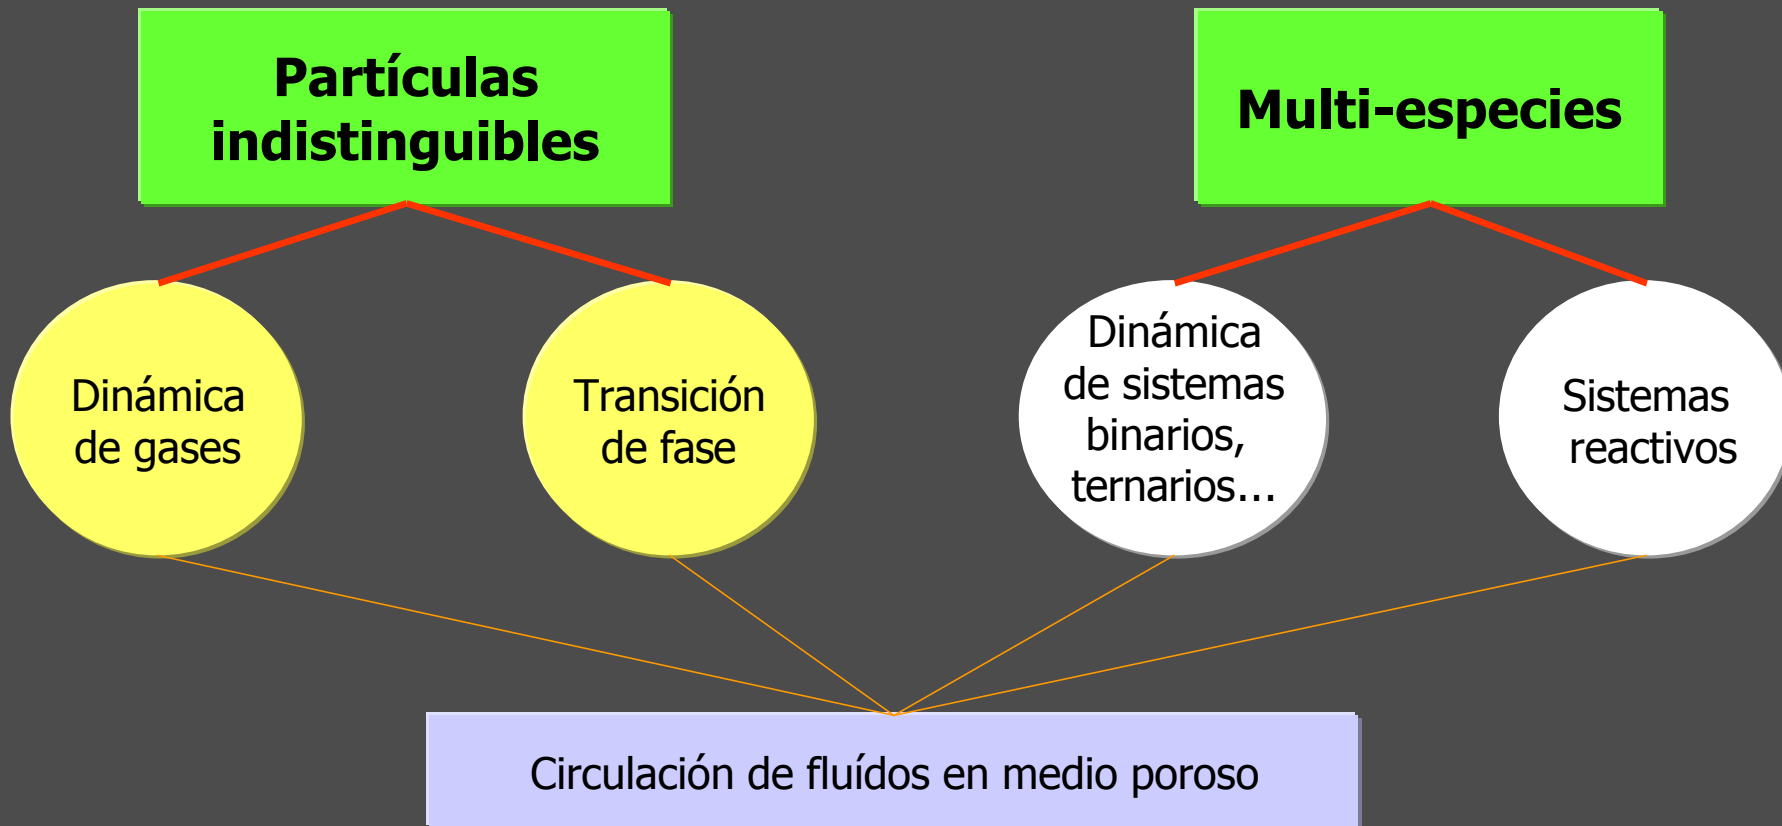 Partículas
indistinguibles
Multi-especies
Dinámica
de gases
Transición
de fase
Dinámica
de sistemas
binarios,
ternarios...
Sistemas
reactivos
Circulación de fluídos en medio poroso